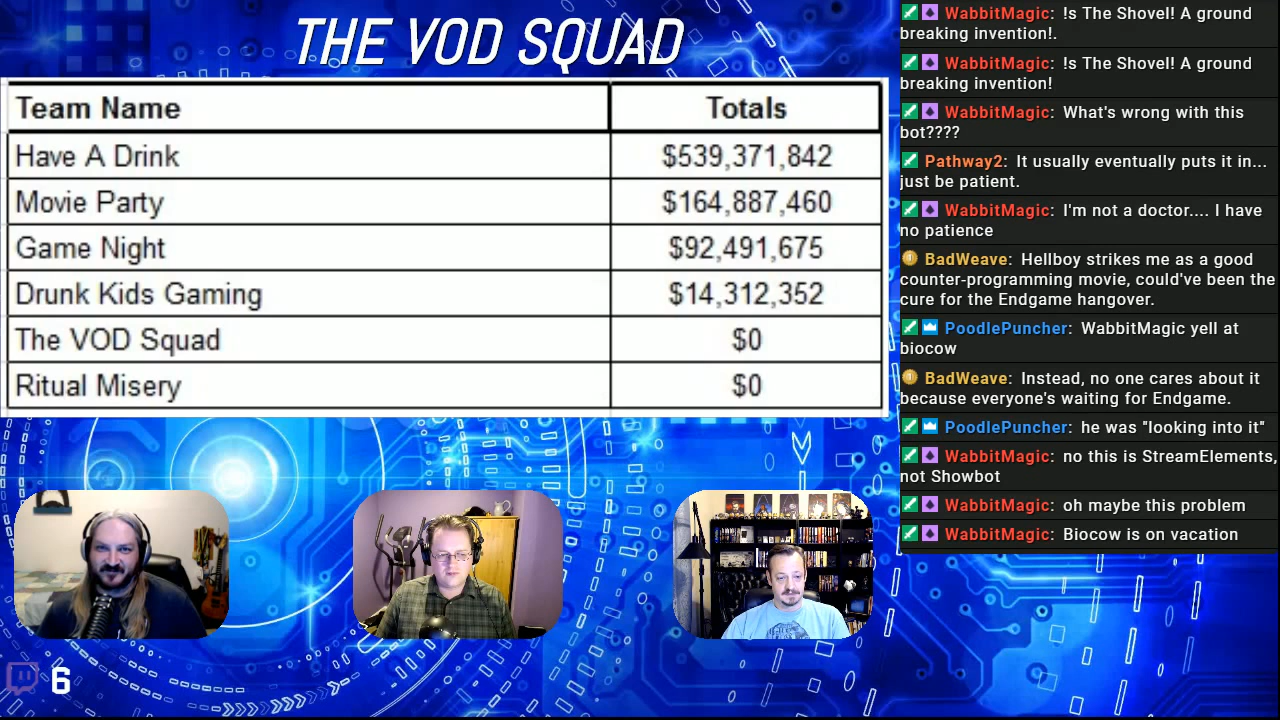 THE VOD SQUAD
Team Name Totals
Have A Drink $539,371,842
Movie Party $164,887,460
Game Night $92,491,675
Drunk Kids Gaming $14,312,352
The VOD Squad $0
Ritual Misery $0
6
WabbitMagic: !s The Shovel! A ground
breaking invention!.
WabbitMagic: !s The Shovel! A ground
breaking invention!
WabbitMagic: What's wrong with this
bot????
Pathway2: It usually eventually puts it in...
just be patient.
WabbitMagic: I'm not a doctor.... I have
no patience
BadWeave: Hellboy strikes me as a good
counter-programming movie, could've been the
cure for the Endgame hangover.
PoodlePuncher: WabbitMagic yell at
biocow
BadWeave: Instead, no one cares about it
because everyone's waiting for Endgame.
PoodlePuncher: he was "looking into it"
WabbitMagic: no this is StreamElements,
not Showbot
WabbitMagic: oh maybe this problem
WabbitMagic: Biocow is on vacation